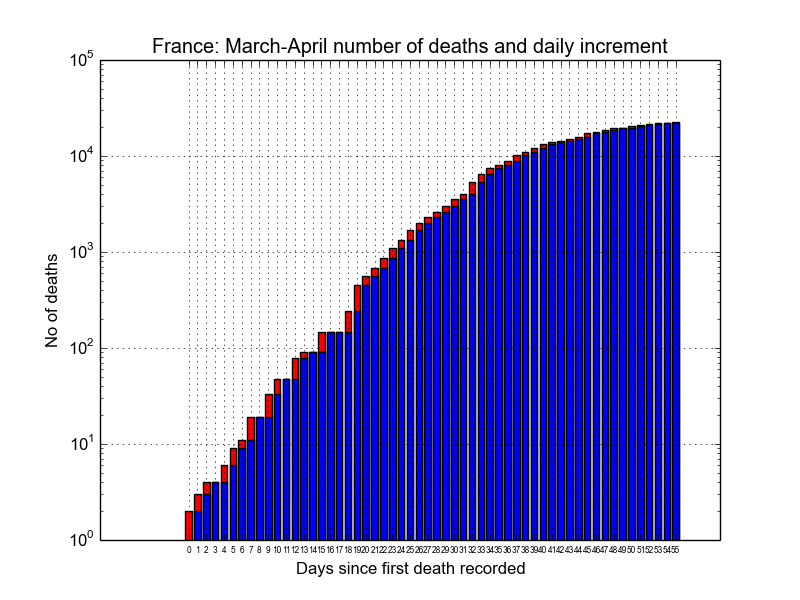 France: March-April number of deaths and daily increment
10^5
10^4
10^3
10^2
10^1
10^0
No of deaths
0 1 2 3 4 5 6 7 8 9 10 11 12 13 14 15 16 17 18 19 20 21 22 23 24 25 26 27 28 29 30 31 32 33 34 35 36 37 38 39 40 41 42 43 44 45 46 47 48 49 50 51 52 53 54 55
Days since first death recorded